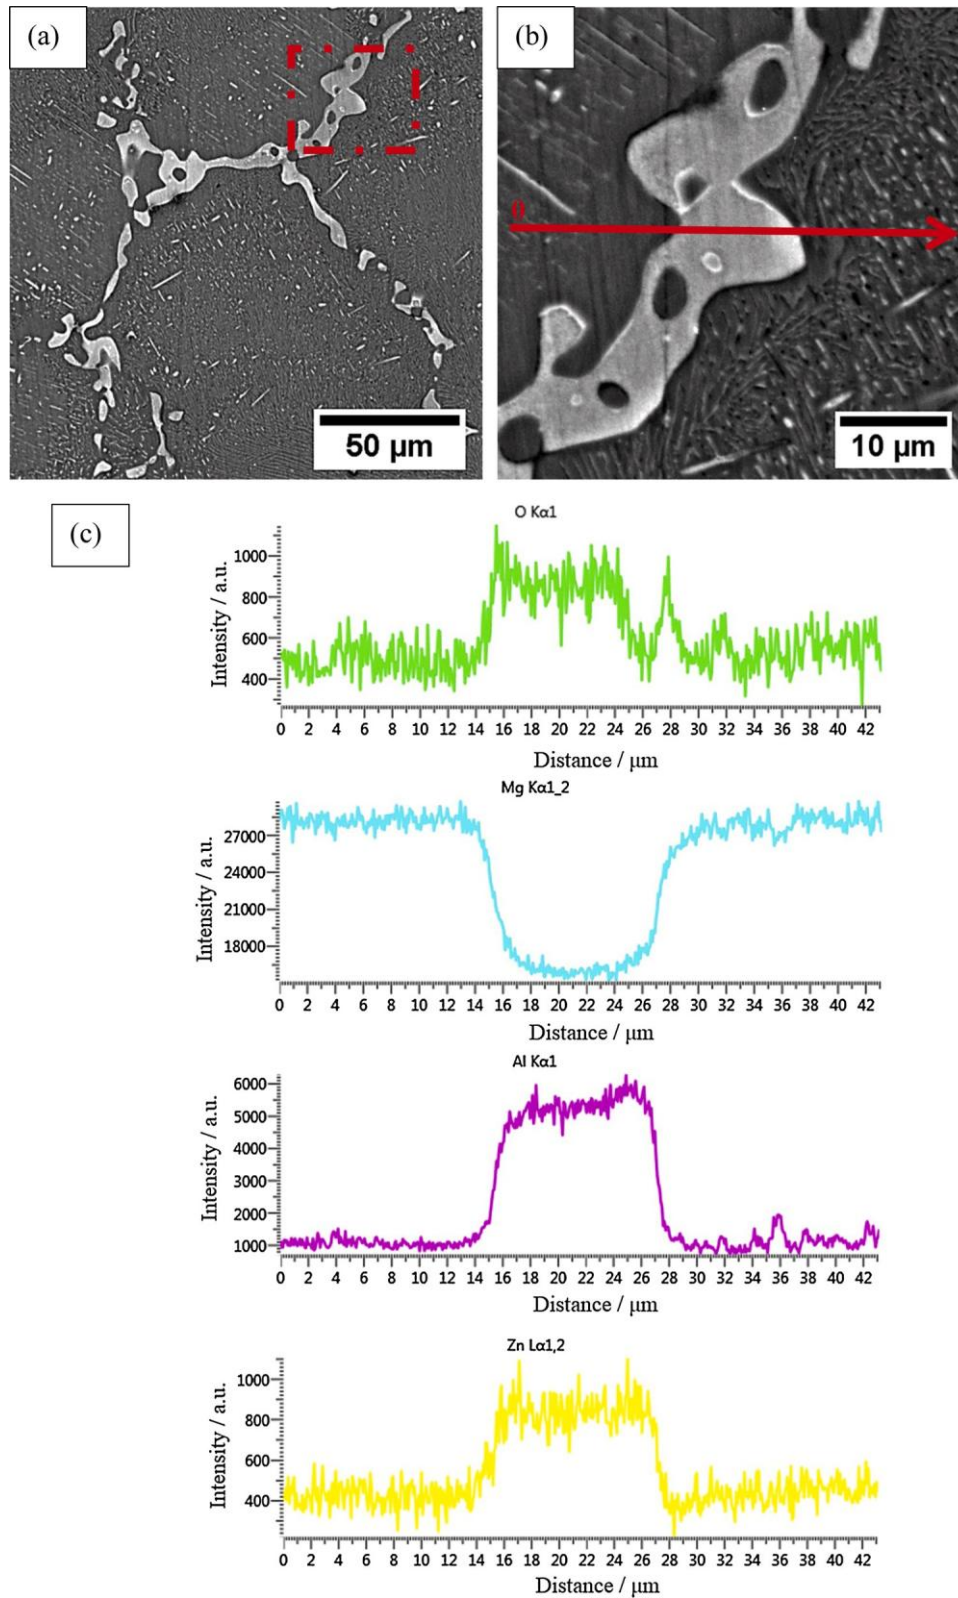 (a)
(b)
50 μm
0
10 μm
(c)
O Kα1
Intensity / a.u.
1000
800
600
400
0 2 4 6 8 10 12 14 16 18 20 22 24 26 28 30 32 34 36 38 40 42
Distance / μm
Mg Kα1_2
Intensity / a.u.
27000
24000
21000
18000
0 2 4 6 8 10 12 14 16 18 20 22 24 26 28 30 32 34 36 38 40 42
Distance / μm
Al Kα1
Intensity / a.u.
6000
5000
4000
3000
2000
1000
0 2 4 6 8 10 12 14 16 18 20 22 24 26 28 30 32 34 36 38 40 42
Distance / μm
Zn Lα1,2
Intensity / a.u.
1000
800
600
400
0 2 4 6 8 10 12 14 16 18 20 22 24 26 28 30 32 34 36 38 40 42
Distance / μm